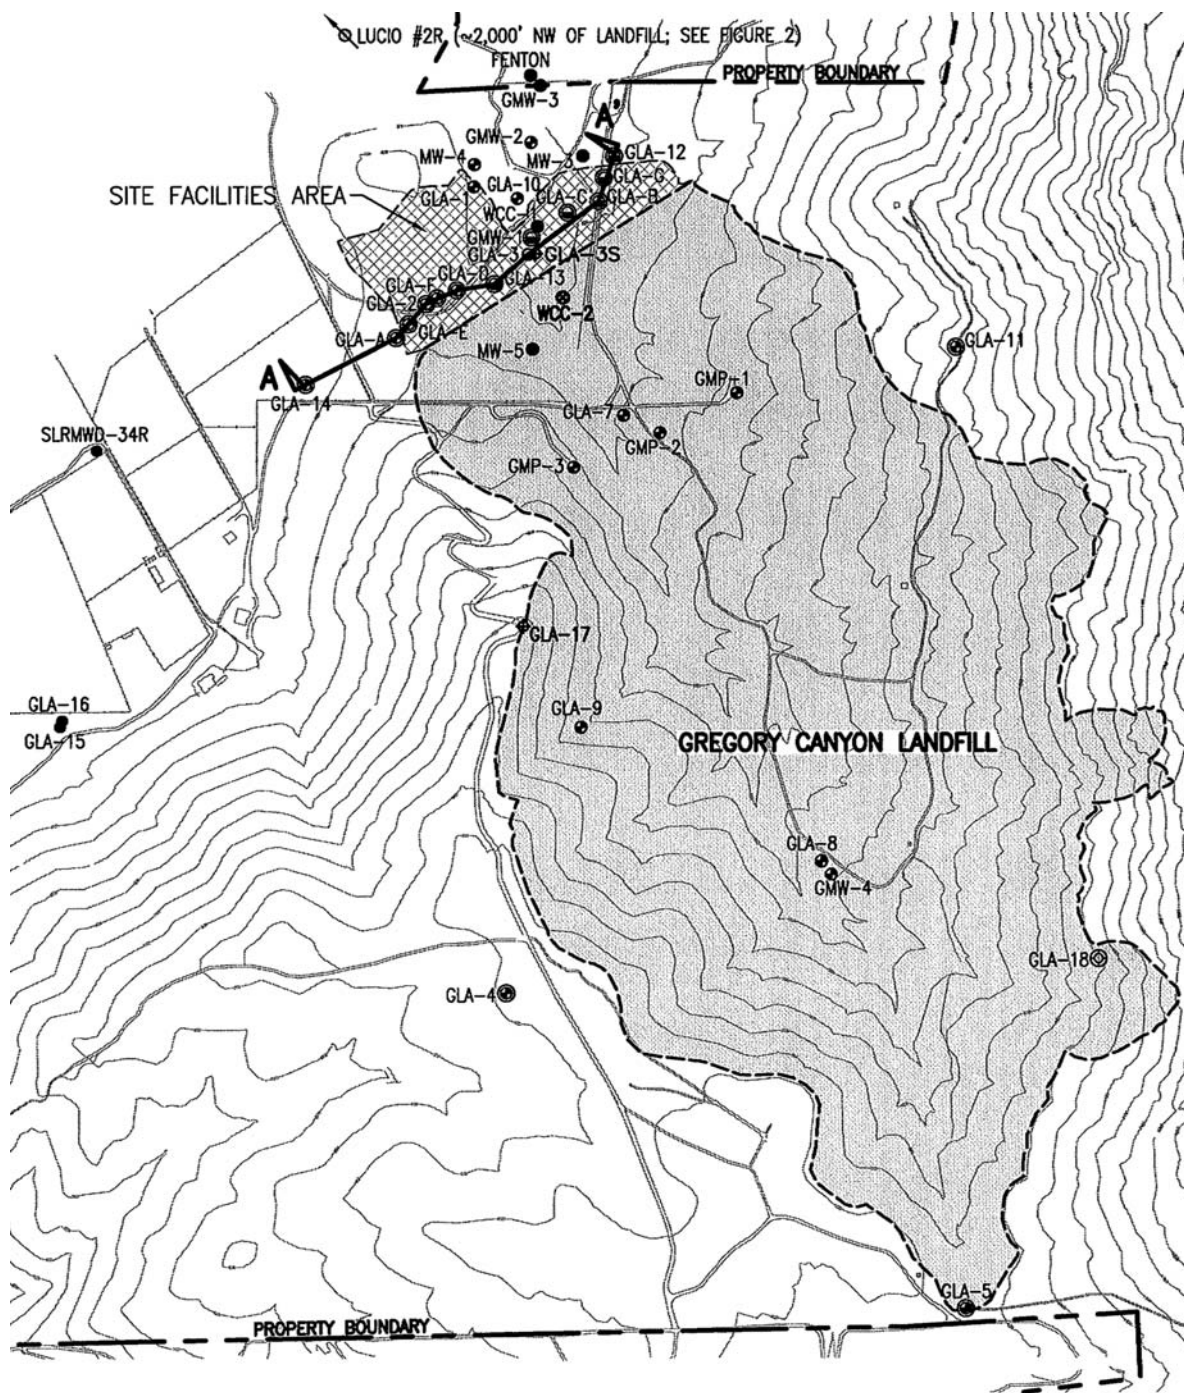 LUCIO #2R (~2,000' NW OF LANDFILL; SEE FIGURE 2)
FENTON
PROPERTY BOUNDARY
GMW-3
A
GMW-2
MW-4
MW-3
GLA-12
GLA-10
GLA-G
SITE FACILITIES AREA
GLA-1
GLA-C
GLA-B
WCC-1
GMW-1
GLA-3
GLA-3S
GLA-D
GLA-F
GLA-13
GLA-2
WCC-2
GLA-A
GLA-E
GLA-11
MW-5
A
GMP-1
GLA-14
GLA-7
SLRMWD-34R
GMP-2
GMP-3
GLA-17
GLA-16
GLA-9
GLA-15
GREGORY CANYON LANDFILL
GLA-8
GMW-4
GLA-18
GLA-4
GLA-5
PROPERTY BOUNDARY